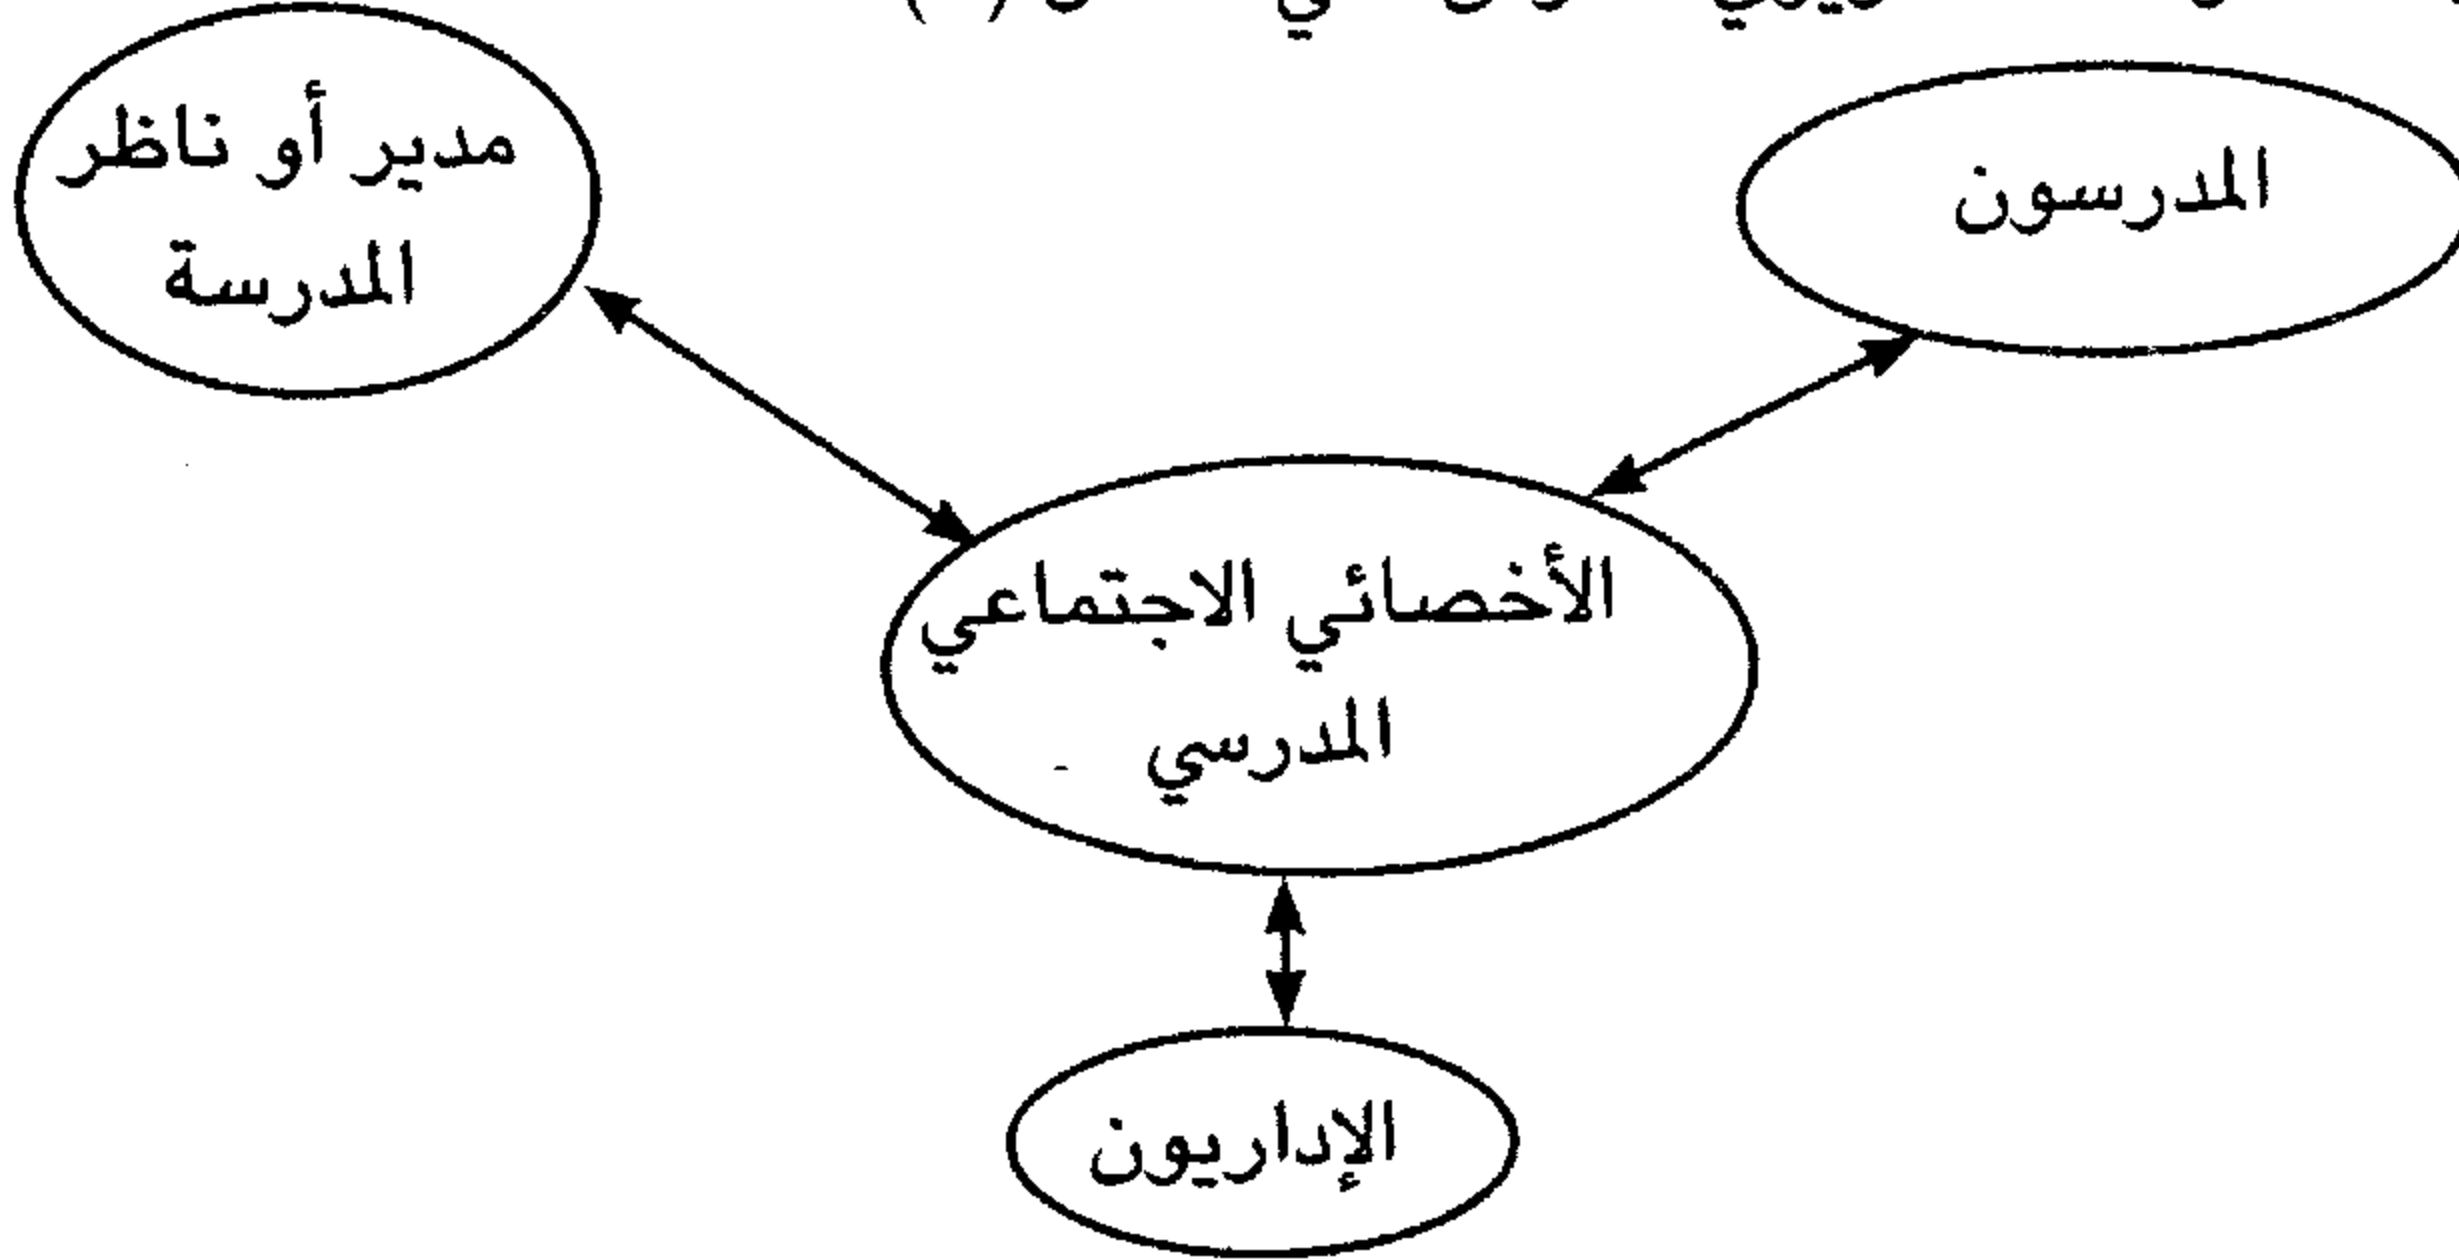 المدرسون
مدير أو ناظر
المدرسة
الأخصائي الاجتماعي
المدرسي
الإداريون